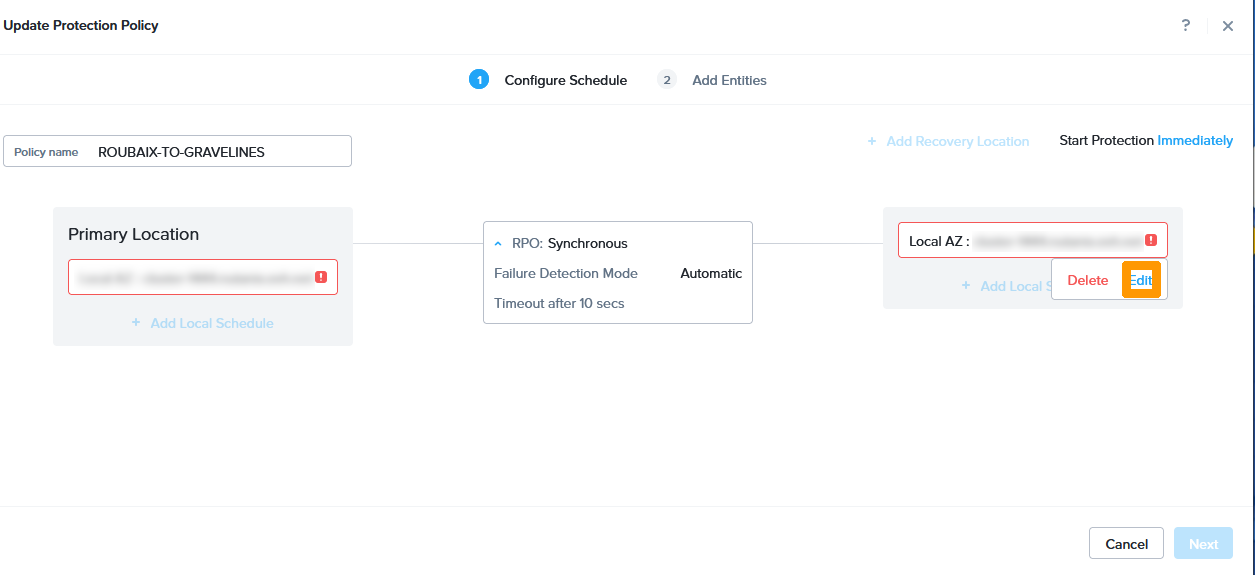 Update Protection Policy
?
1 Configure Schedule 2 Add Entities
Policy name ROUBAIX-TO-GRAVELINES
+ Add Recovery Location Start Protection Immediately
Primary Location
+ Add Local Schedule
RPO: Synchronous
Failure Detection Mode Automatic
Timeout after 10 secs
Local AZ :
Delete Edit
+ Add Local S
Cancel Next